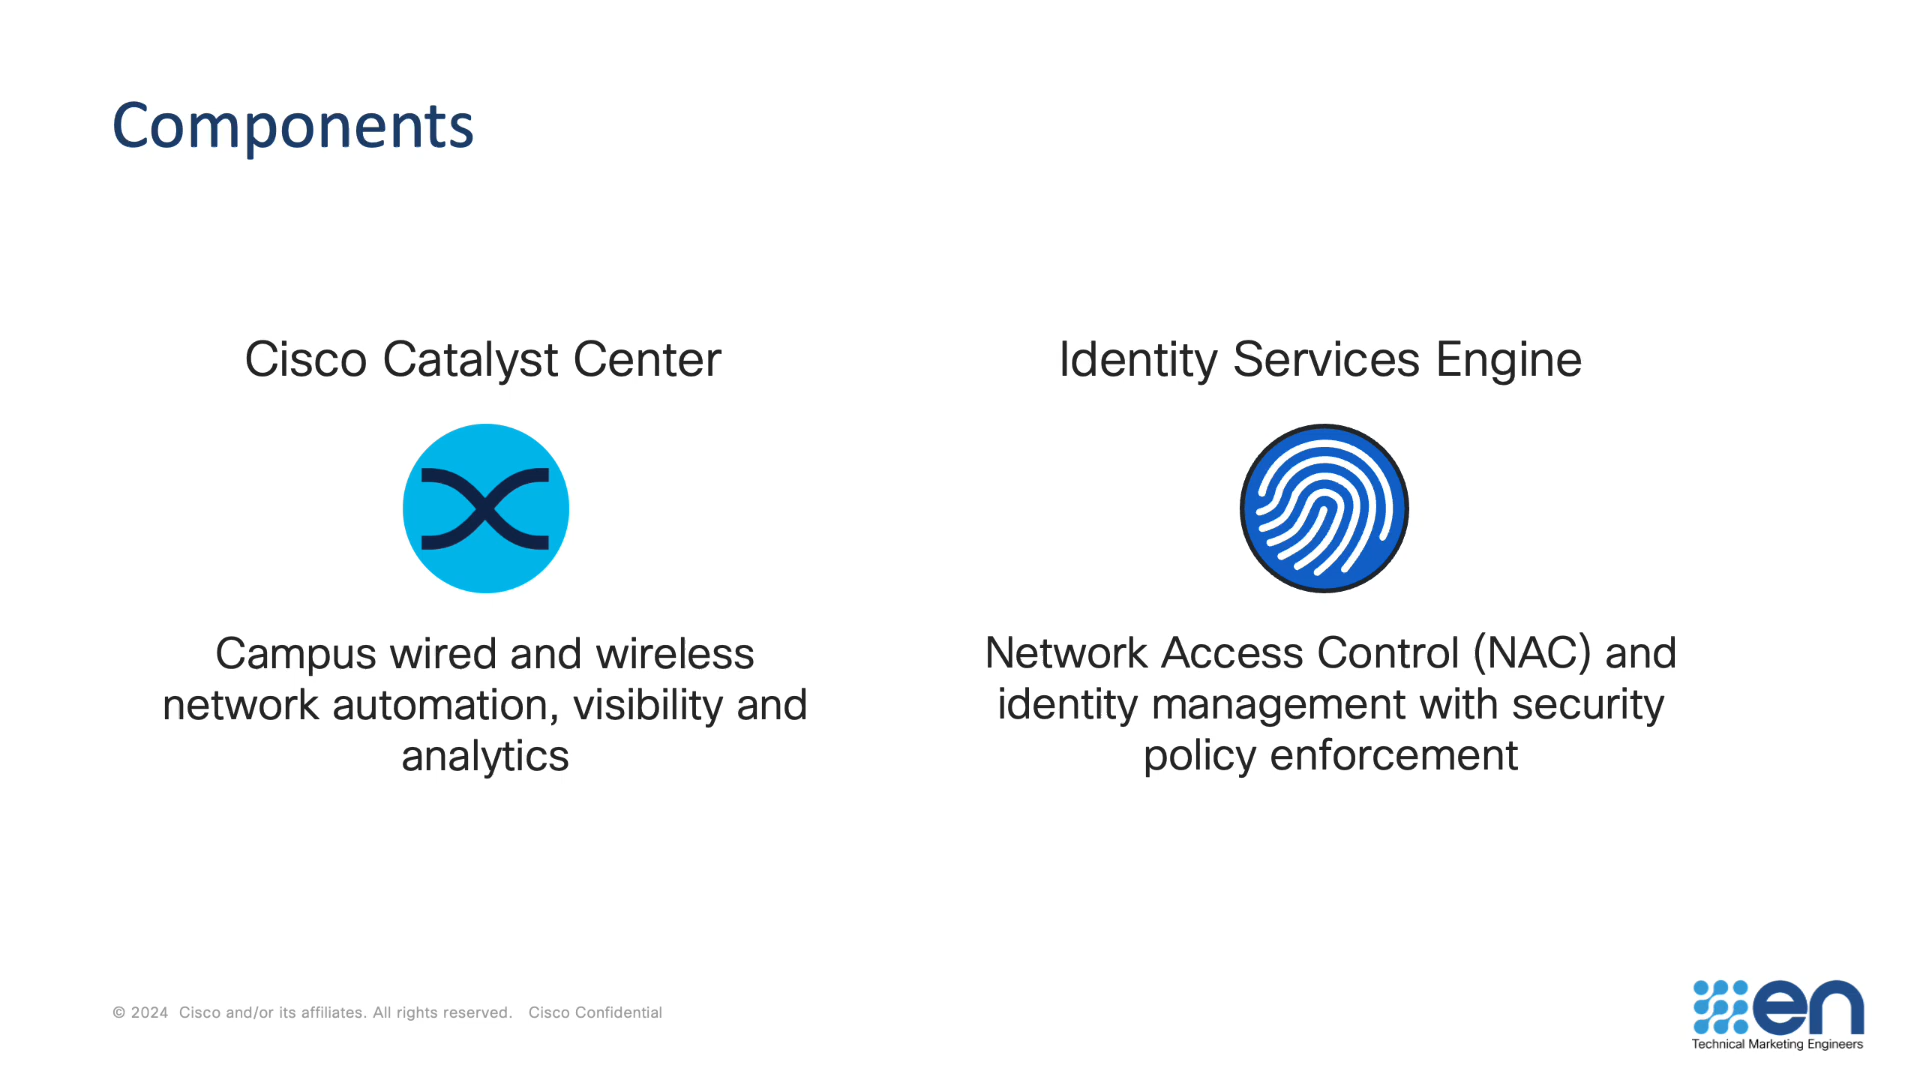 Components
Cisco Catalyst Center
Campus wired and wireless
network automation, visibility and
analytics
Identity Services Engine
Network Access Control (NAC) and
identity management with security
policy enforcement
© 2024 Cisco and/or its affiliates. All rights reserved. Cisco Confidential
en
Technical Marketing Engineers